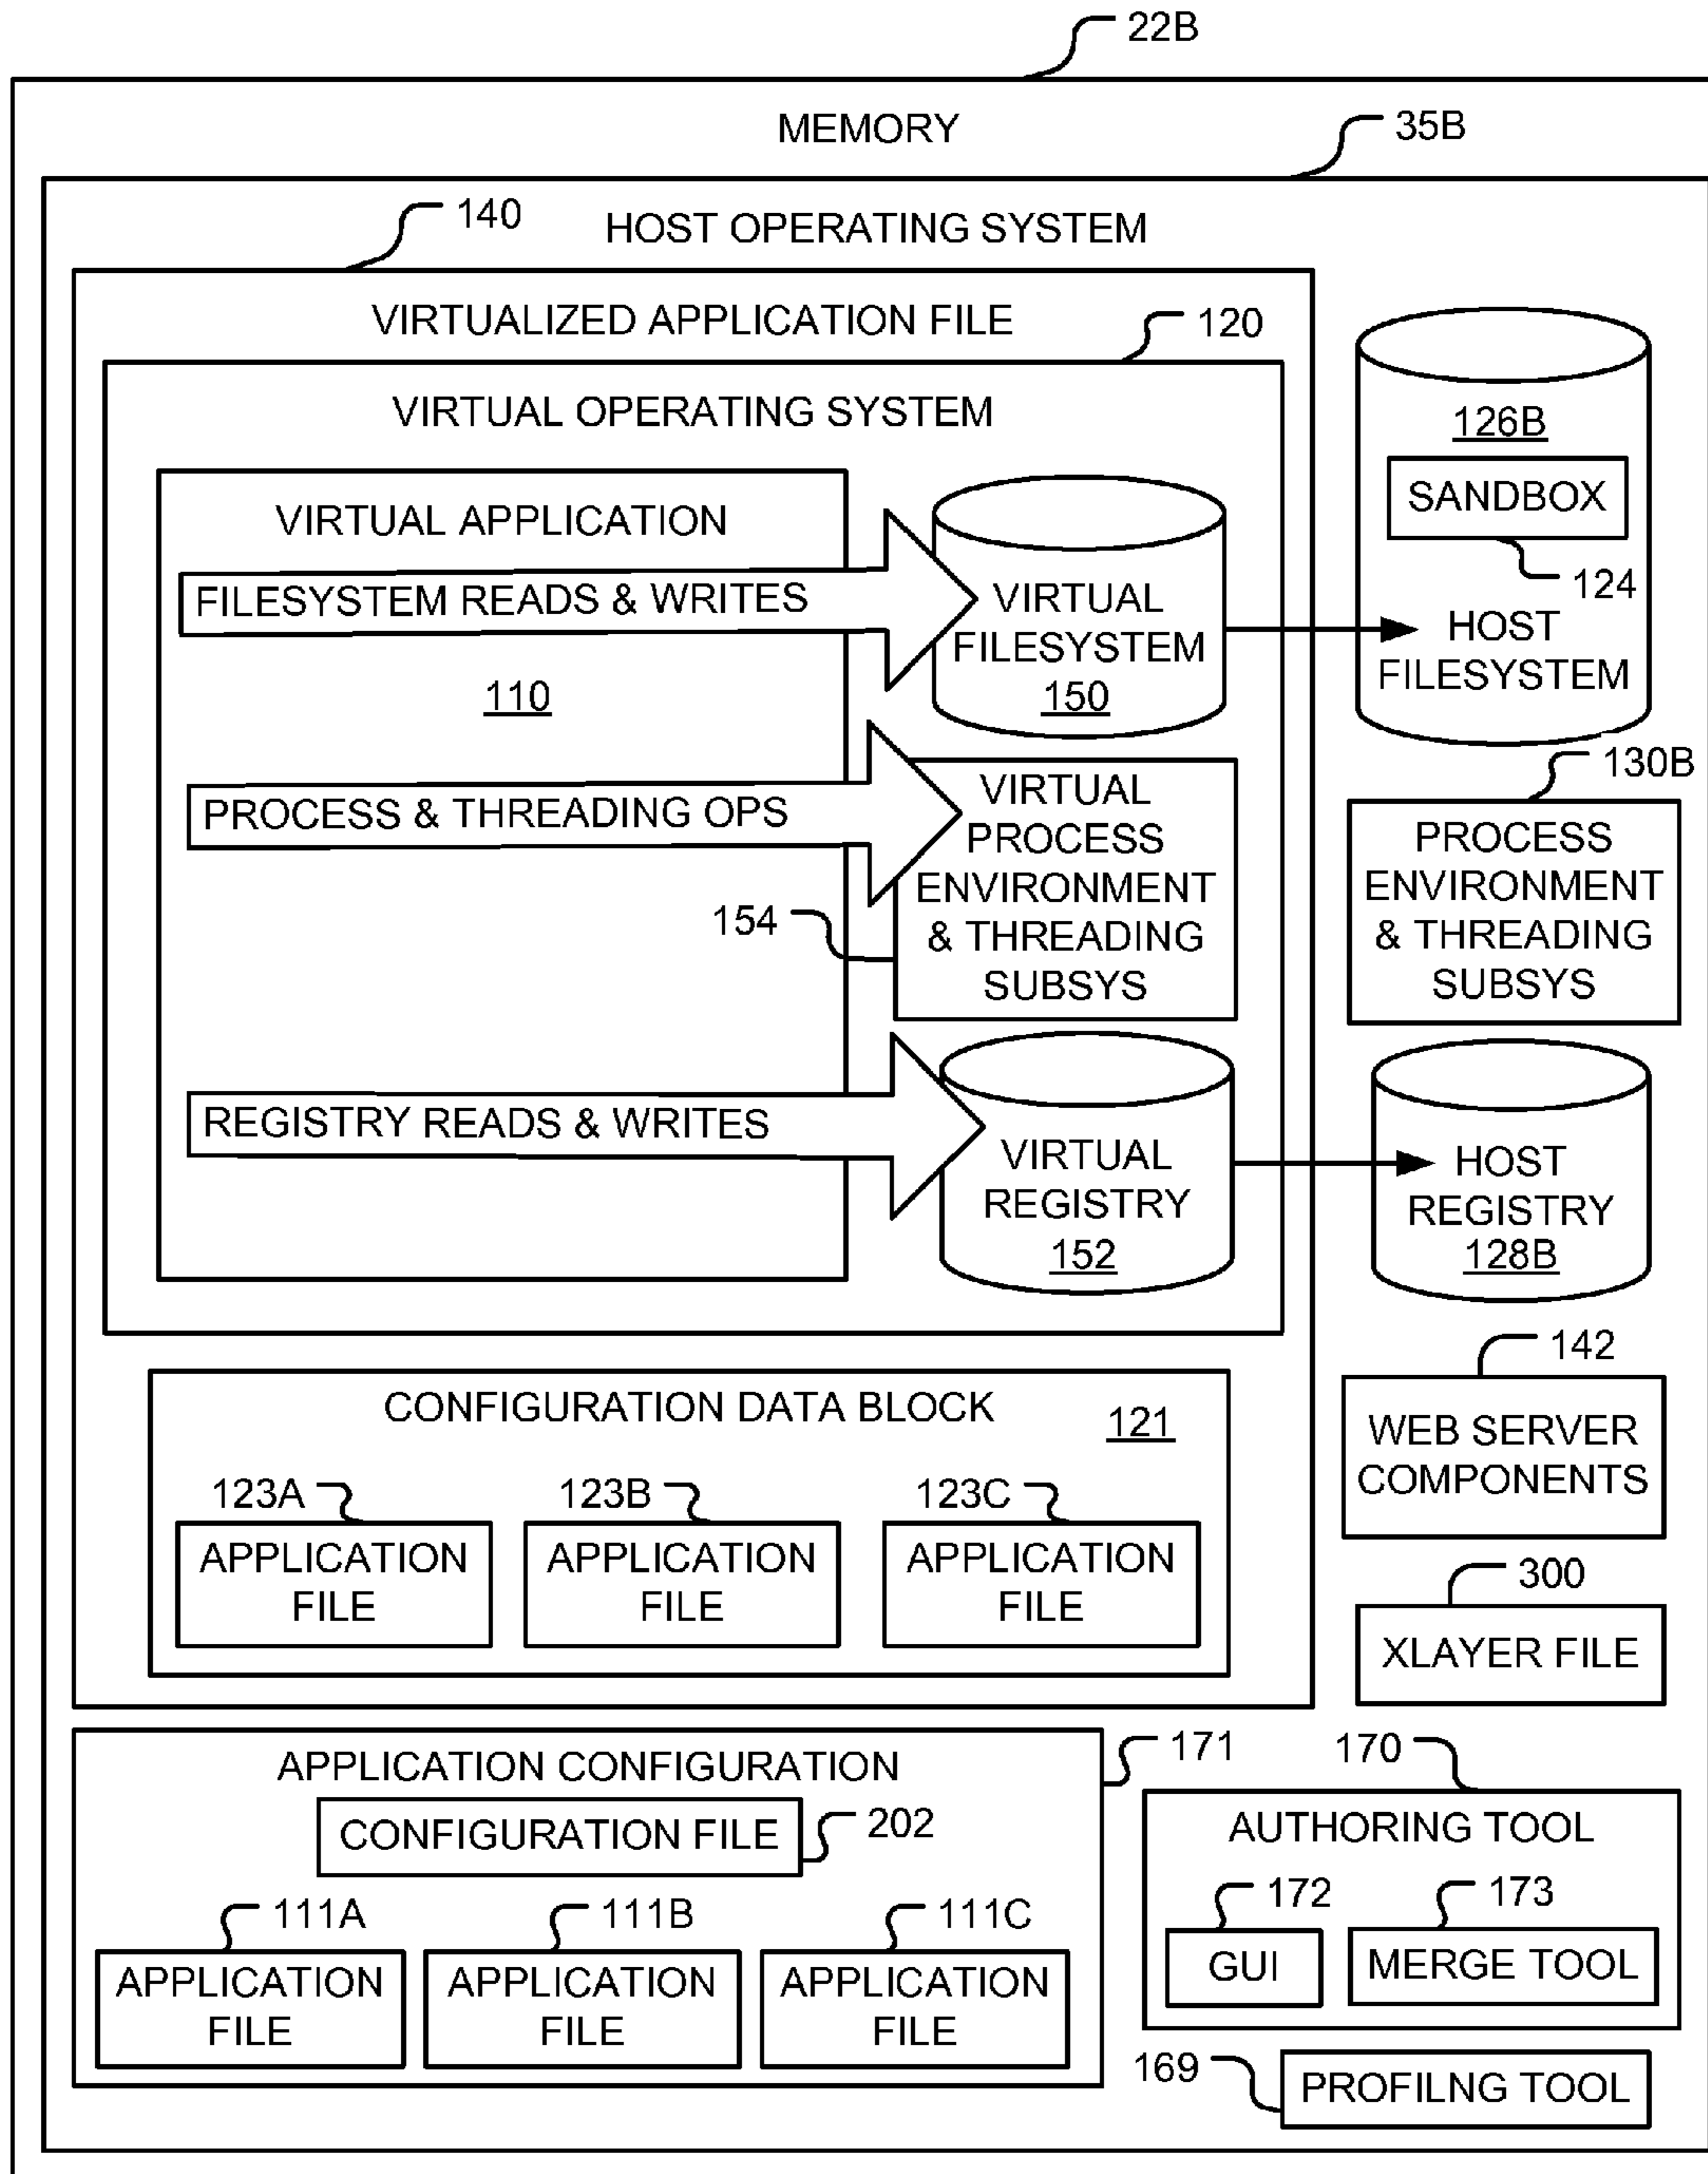 22B
MEMORY
35B
140
HOST OPERATING SYSTEM
VIRTUALIZED APPLICATION FILE
120
VIRTUAL OPERATING SYSTEM
126B
SANDBOX
124
HOST
FILESYSTEM
VIRTUAL APPLICATION
FILESYSTEM READS & WRITES
VIRTUAL
FILESYSTEM
150
110
PROCESS & THREADING OPS
VIRTUAL
PROCESS
ENVIRONMENT
& THREADING
SUBSYS
154
130B
PROCESS
ENVIRONMENT
& THREADING
SUBSYS
REGISTRY READS & WRITES
VIRTUAL
REGISTRY
152
HOST
REGISTRY
128B
142
WEB SERVER
COMPONENTS
CONFIGURATION DATA BLOCK
121
123A
123B
123C
APPLICATION
FILE
APPLICATION
FILE
APPLICATION
FILE
300
XLAYER FILE
171
APPLICATION CONFIGURATION
CONFIGURATION FILE
202
111A
111B
111C
APPLICATION
FILE
APPLICATION
FILE
APPLICATION
FILE
170
AUTHORING TOOL
172
173
GUI
MERGE TOOL
169
PROFILNG TOOL